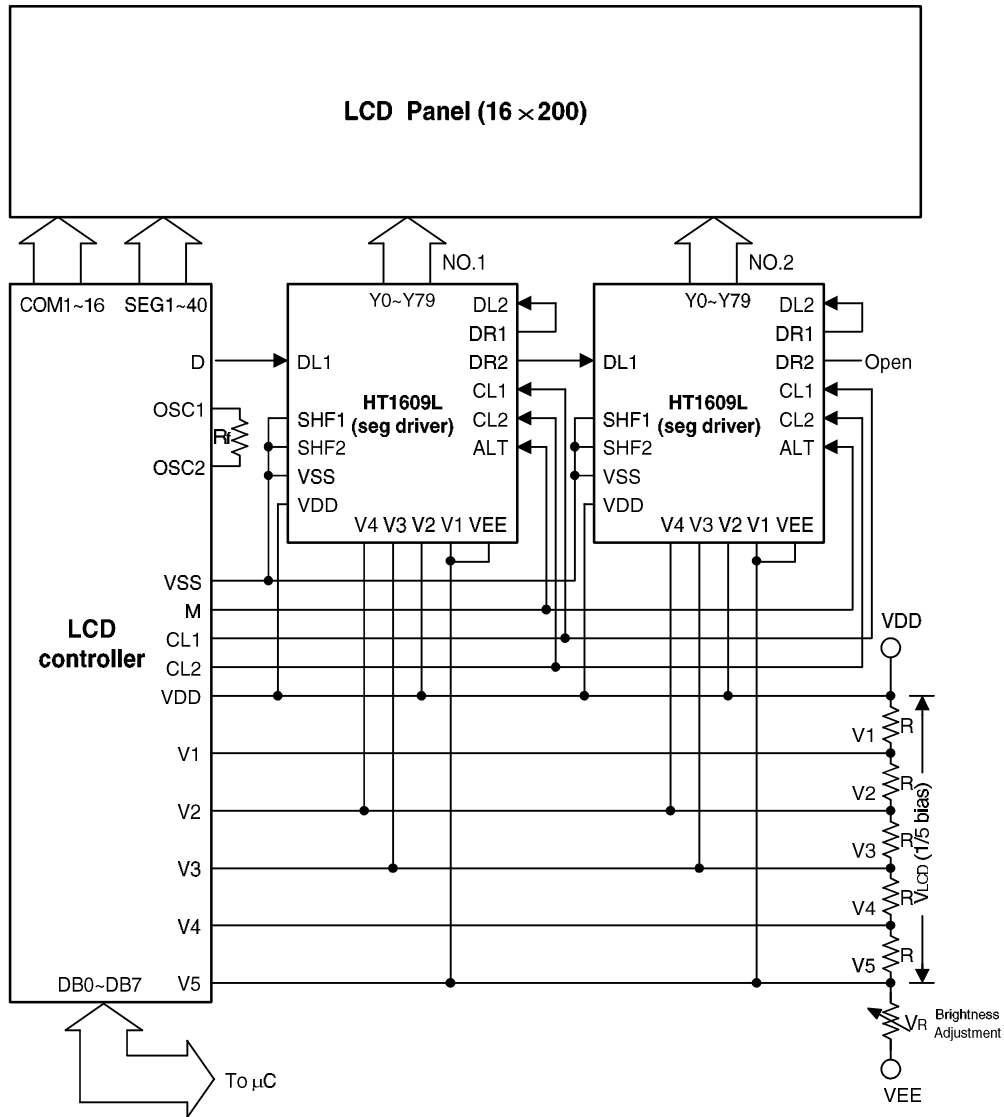 LCD Panel (16 × 200)
NO.1
NO.2
COM1~16 SEG1~40
Y0~Y79
Y0~Y79
DL2
DR1
DR2
CL1
CL2
ALT
DL2
DR1
DR2
CL1
CL2
ALT
Open
D
DL1
DL1
HT1609L
(seg driver)
HT1609L
(seg driver)
OSC1
Rf
OSC2
SHF1
SHF2
VSS
VDD
SHF1
SHF2
VSS
VDD
V4 V3 V2 V1 VEE
V4 V3 V2 V1 VEE
LCD
controller
VSS
M
CL1
CL2
VDD
V1
V2
V3
V4
V5
VDD
V1 R
V2 R
V3 R
V4 R
V5 R
VLCD (1/5 bias)
VR Brightness
Adjustment
VEE
DB0~DB7
To μC